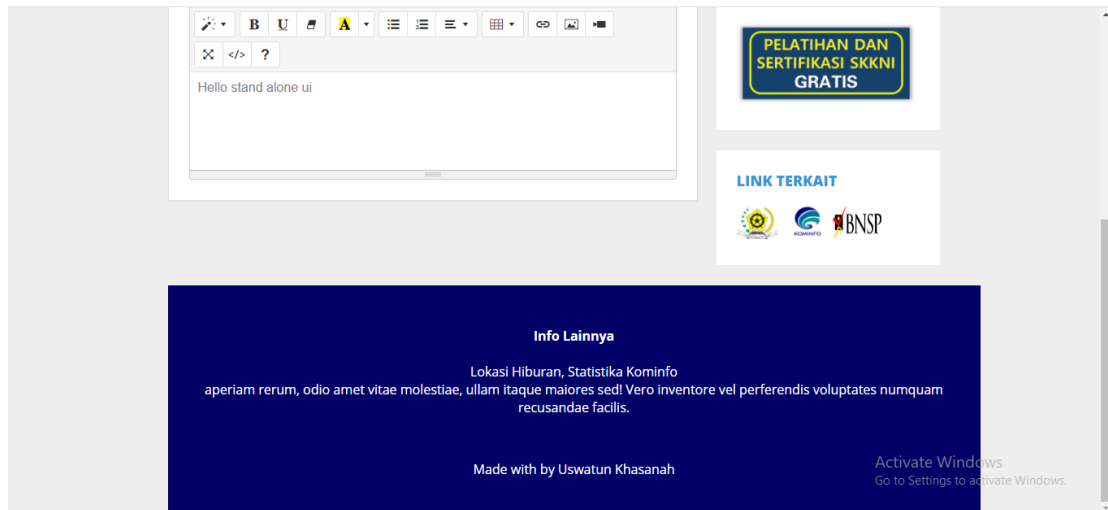 B U A
</> ?
Hello stand alone ui
PELATIHAN DAN
SERTIFIKASI SKKNI
GRATIS
LINK TERKAIT
KOMINFO
BNSP
Info Lainnya
Lokasi Hiburan, Statistika Kominfo
aperiam rerum, odio amet vitae molestiae, ullam itaque maiores sed! Vero inventore vel perferendis voluptates numquam
recusandae facilis.
Made with by Uswatun Khasanah
Activate Windows
Go to Settings to activate Windows.